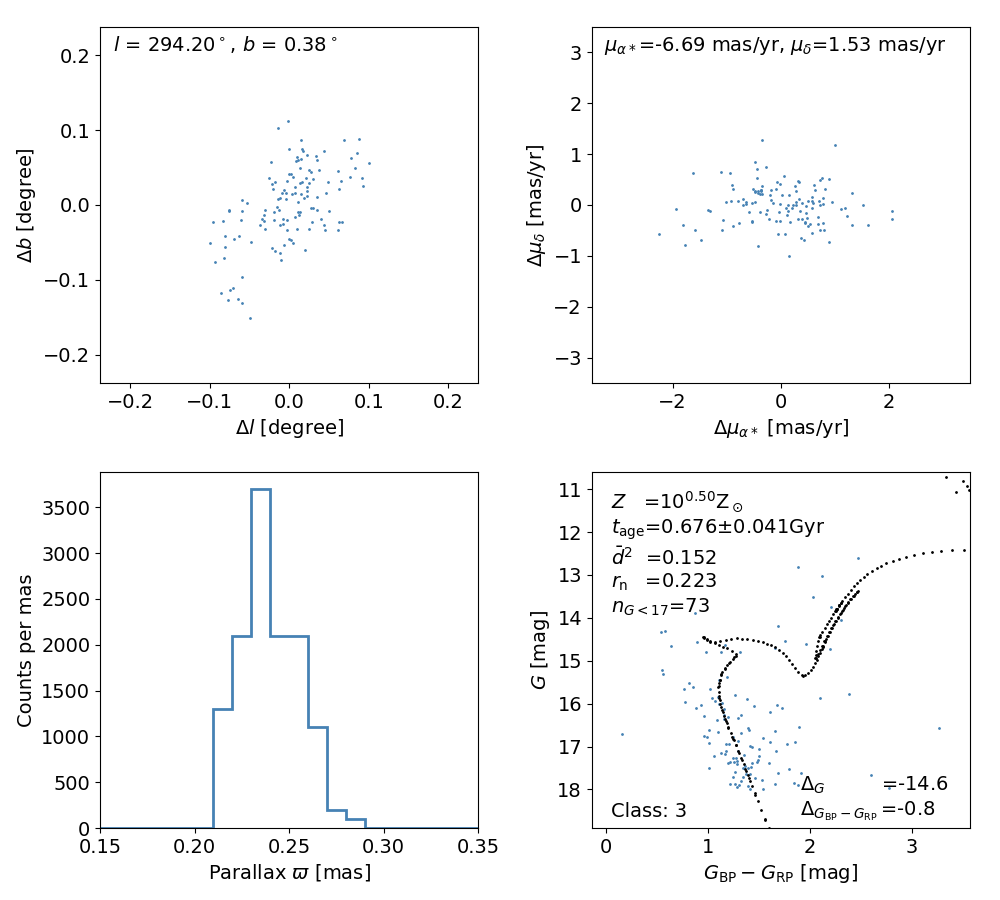 l = 294.20°, b = 0.38°
0.2
0.1
0.0
−0.1
−0.2
Δb [degree]
−0.2 −0.1 0.0 0.1 0.2
Δl [degree]
μα*=-6.69 mas/yr, μδ=1.53 mas/yr
3
2
1
0
−1
−2
−3
Δμδ [mas/yr]
−2 0 2
Δμα* [mas/yr]
3500
3000
2500
2000
1500
1000
500
0
Counts per mas
0.15 0.20 0.25 0.30 0.35
Parallax ϖ [mas]
11
12
13
14
15
16
17
18
G [mag]
Z =10^0.50 Z⊙
t_age=0.676±0.041Gyr
d̄² =0.152
r_n =0.223
n_G<17=73
Δ_G =-14.6
Class: 3 Δ_GBP−GRP =-0.8
0 1 2 3
G_BP − G_RP [mag]